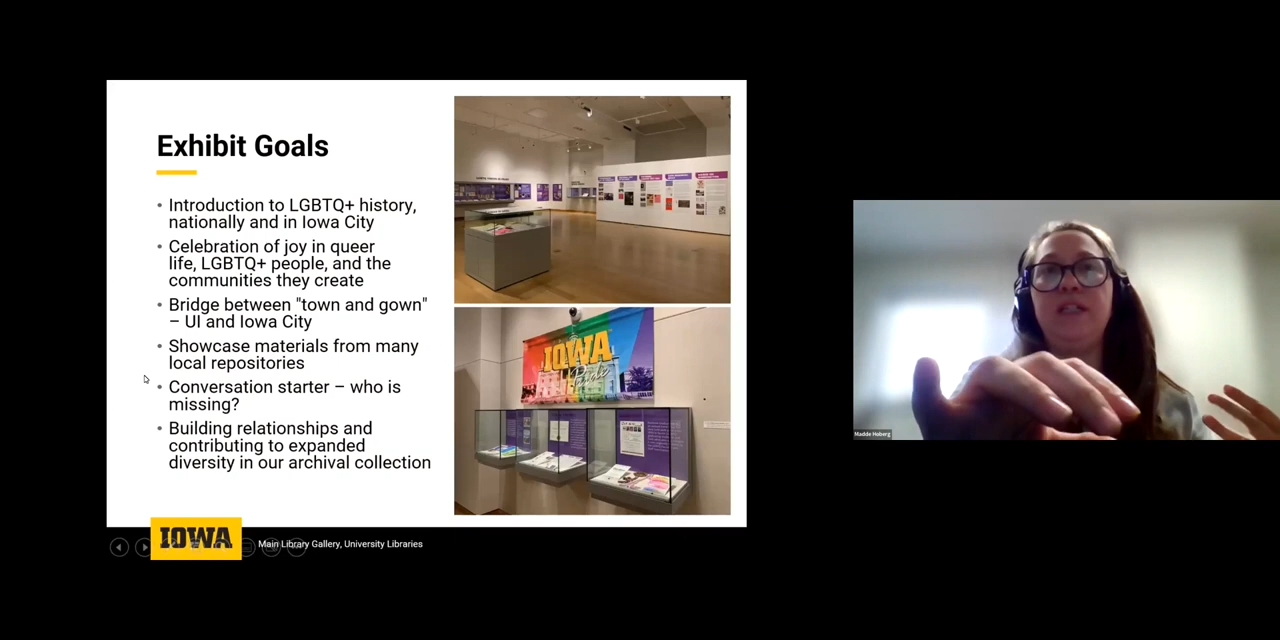 Exhibit Goals
• Introduction to LGBTQ+ history,
nationally and in Iowa City
• Celebration of joy in queer
life, LGBTQ+ people, and the
communities they create
• Bridge between "town and gown"
– UI and Iowa City
• Showcase materials from many
local repositories
• Conversation starter – who is
missing?
• Building relationships and
contributing to expanded
diversity in our archival collection
IOWA
Pride
IOWA
Main Library Gallery, University Libraries
Madde Hoberg